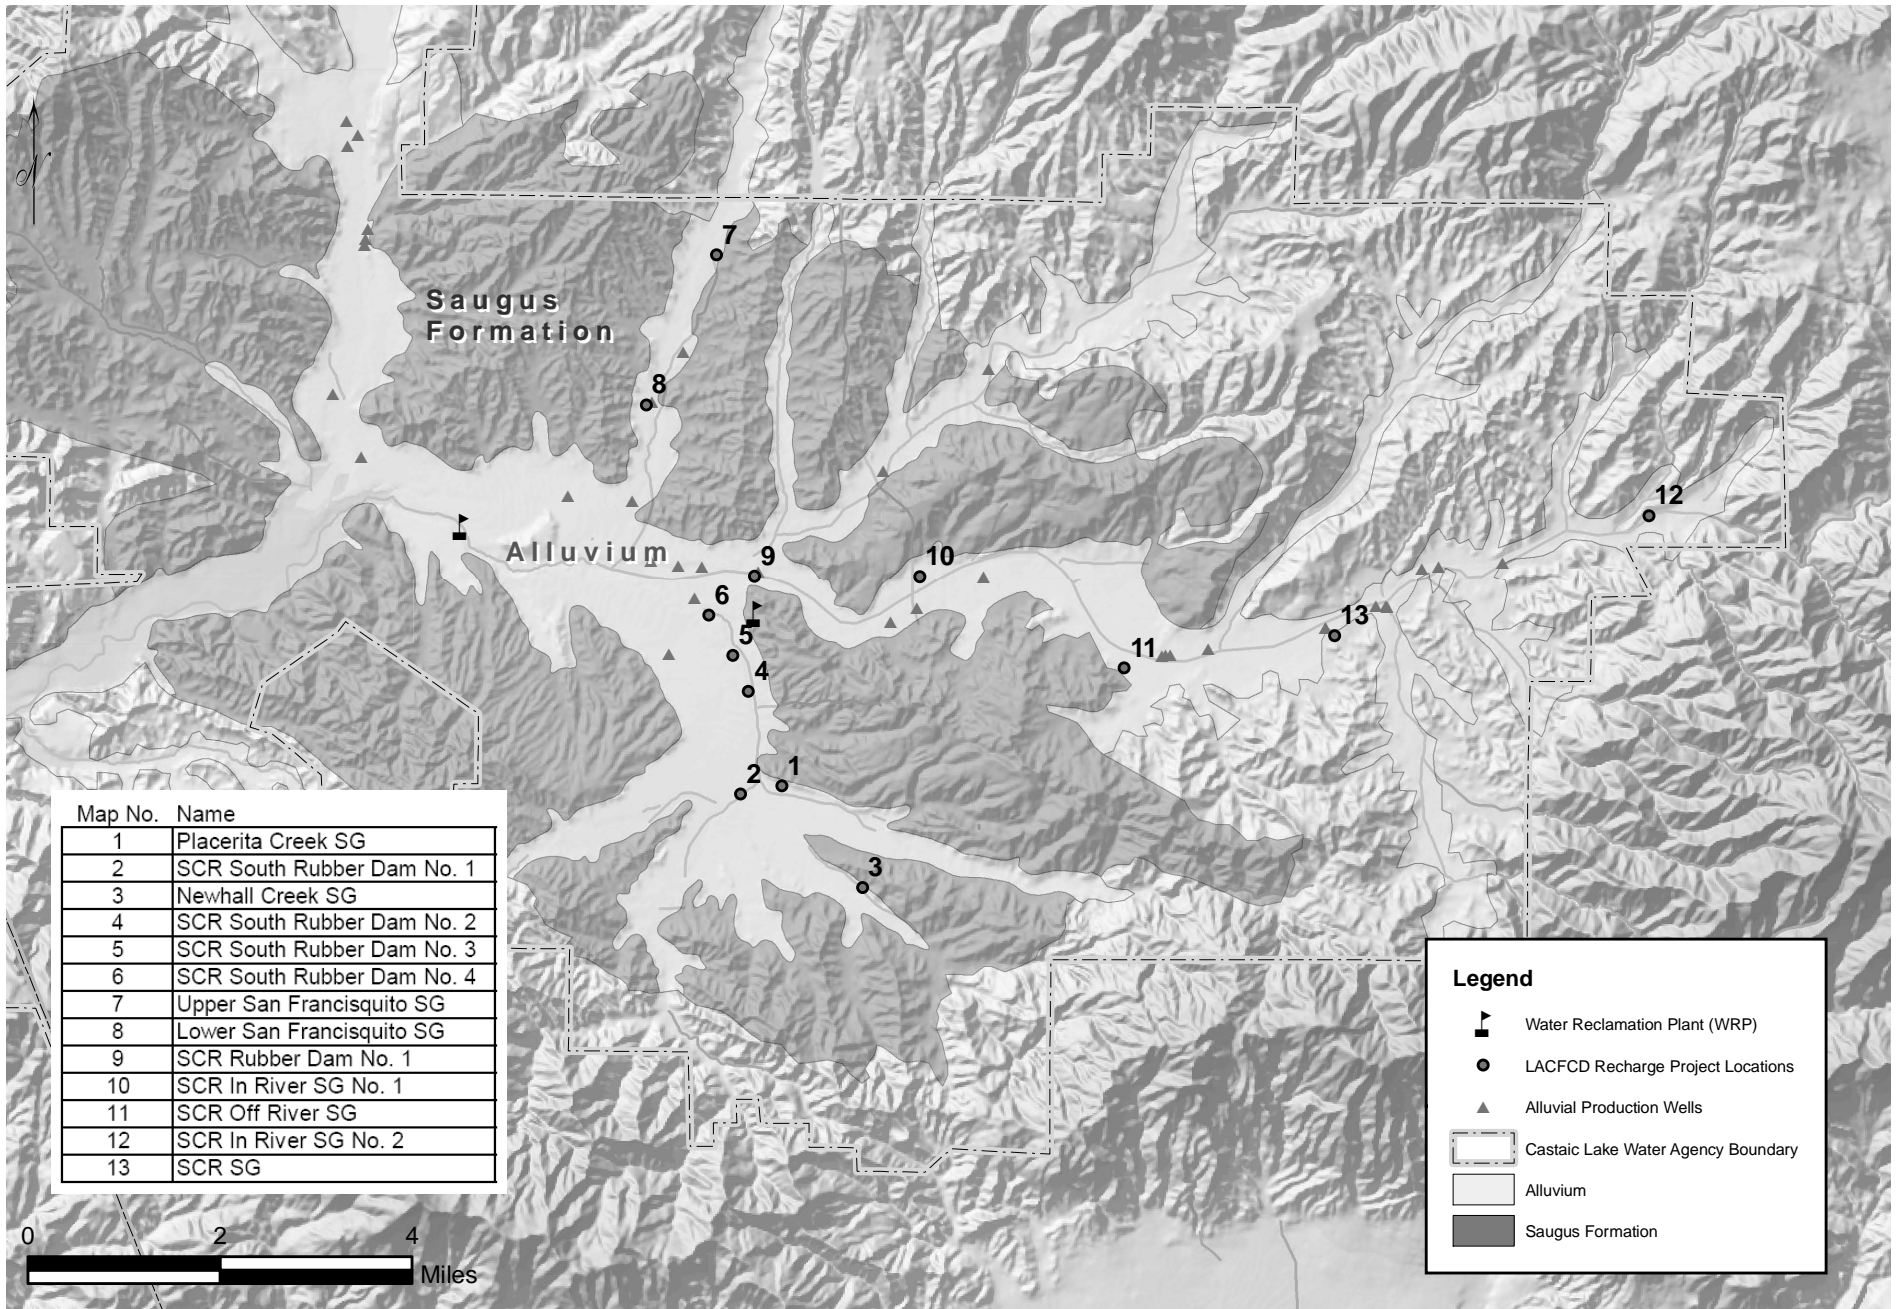 N
7
Saugus
Formation
8
12
Alluvium
9
10
6
13
5
11
4
2
1
3
Map No. Name
1 Placerita Creek SG
2 SCR South Rubber Dam No. 1
3 Newhall Creek SG
4 SCR South Rubber Dam No. 2
5 SCR South Rubber Dam No. 3
6 SCR South Rubber Dam No. 4
7 Upper San Francisquito SG
8 Lower San Francisquito SG
9 SCR Rubber Dam No. 1
10 SCR In River SG No. 1
11 SCR Off River SG
12 SCR In River SG No. 2
13 SCR SG
0 2 4
Miles
Legend
Water Reclamation Plant (WRP)
LACFCD Recharge Project Locations
Alluvial Production Wells
Castaic Lake Water Agency Boundary
Alluvium
Saugus Formation